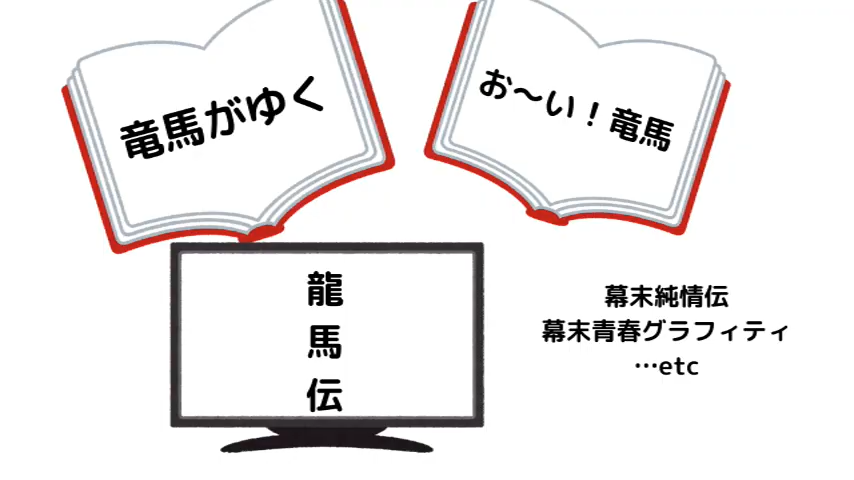 竜馬がゆく
お～い！竜馬
龍馬伝
幕末純情伝
幕末青春グラフィティ
…etc